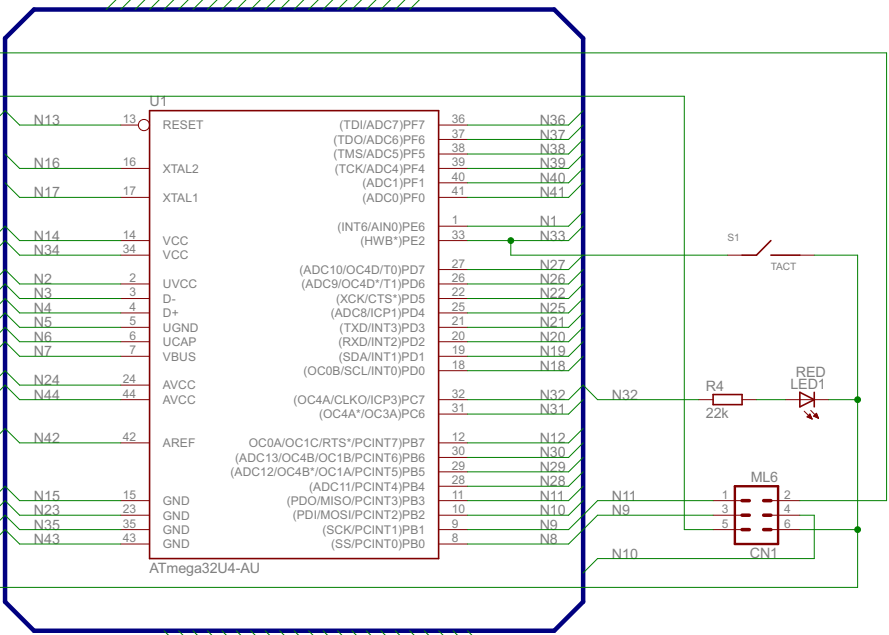 U1
N13 13 RESET (TDI/ADC7)PF7 36 N36
(TDO/ADC6)PF6 37 N37
(TMS/ADC5)PF5 38 N38
N16 16 XTAL2 (TCK/ADC4)PF4 39 N39
(ADC1)PF1 40 N40
N17 17 XTAL1 (ADC0)PF0 41 N41
(INT6/AIN0)PE6 1 N1
N14 14 VCC (HWB*)PE2 33 N33 S1
N34 34 VCC
TACT
(ADC10/OC4D/T0)PD7 27 N27
N2 2 UVCC (ADC9/OC4D*/T1)PD6 26 N26
N3 3 D- (XCK/CTS*)PD5 22 N22
N4 4 D+ (ADC8/ICP1)PD4 25 N25
N5 5 UGND (TXD/INT3)PD3 21 N21
N6 6 UCAP (RXD/INT2)PD2 20 N20
N7 7 VBUS (SDA/INT1)PD1 19 N19
(OC0B/SCL/INT0)PD0 18 N18
RED
N24 24 AVCC R4 LED1
N44 44 AVCC (OC4A/CLKO/ICP3)PC7 32 N32 N32
(OC4A*/OC3A)PC6 31 N31 22k
N42 42 AREF OC0A/OC1C/RTS*/PCINT7)PB7 12 N12
(ADC13/OC4B/OC1B/PCINT6)PB6 30 N30
(ADC12/OC4B*/OC1A/PCINT5)PB5 29 N29
(ADC11/PCINT4)PB4 28 N28 ML6
N15 15 GND (PDO/MISO/PCINT3)PB3 11 N11 N11 1 2
N23 23 GND (PDI/MOSI/PCINT2)PB2 10 N10 N9 3 4
N35 35 GND (SCK/PCINT1)PB1 9 N9 5 6
N43 43 GND (SS/PCINT0)PB0 8 N8
N10 CN1
ATmega32U4-AU